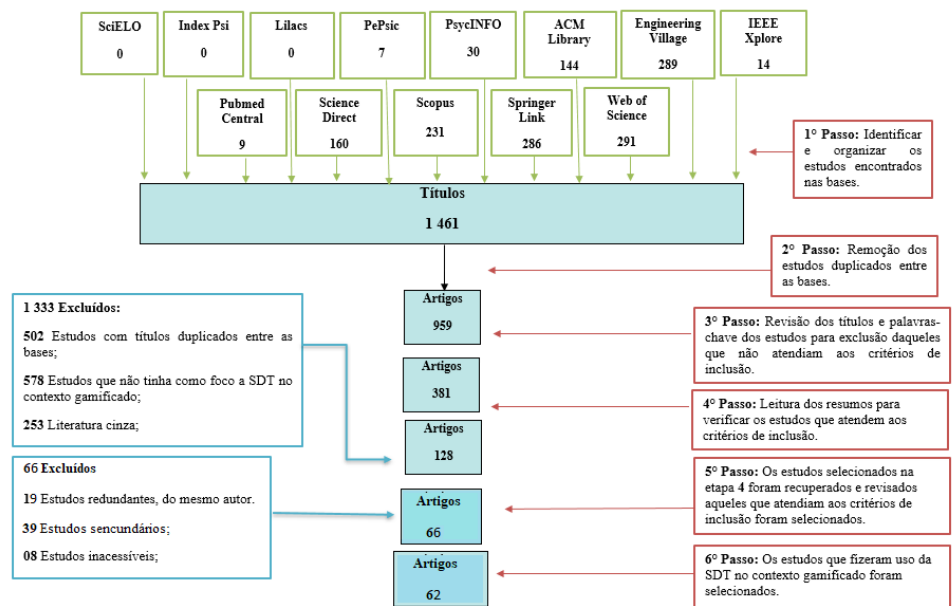 SciELO
0
Index Psi
0
Lilacs
0
PePsic
7
PsycINFO
30
ACM
Library
144
Engineering
Village
289
IEEE
Xplore
14
Pubmed
Central
9
Science
Direct
160
Scopus
231
Springer
Link
286
Web of
Science
291
1° Passo: Identificar
e organizar os
estudos encontrados
nas bases.
Títulos
1 461
2° Passo: Remoção dos
estudos duplicados entre
as bases.
Artigos
959
1 333 Excluídos:
502 Estudos com títulos duplicados entre as
bases;
578 Estudos que não tinha como foco a SDT no
contexto gamificado;
253 Literatura cinza;
3° Passo: Revisão dos títulos e palavras-
chave dos estudos para exclusão daqueles
que não atendiam aos critérios de
inclusão.
Artigos
381
4° Passo: Leitura dos resumos para
verificar os estudos que atendem aos
critérios de inclusão.
Artigos
128
66 Excluídos
19 Estudos redundantes, do mesmo autor.
39 Estudos sencundários;
08 Estudos inacessíveis;
5° Passo: Os estudos selecionados na
etapa 4 foram recuperados e revisados
aqueles que atendiam aos critérios de
inclusão foram selecionados.
Artigos
66
6° Passo: Os estudos que fizeram uso da
SDT no contexto gamificado foram
selecionados.
Artigos
62